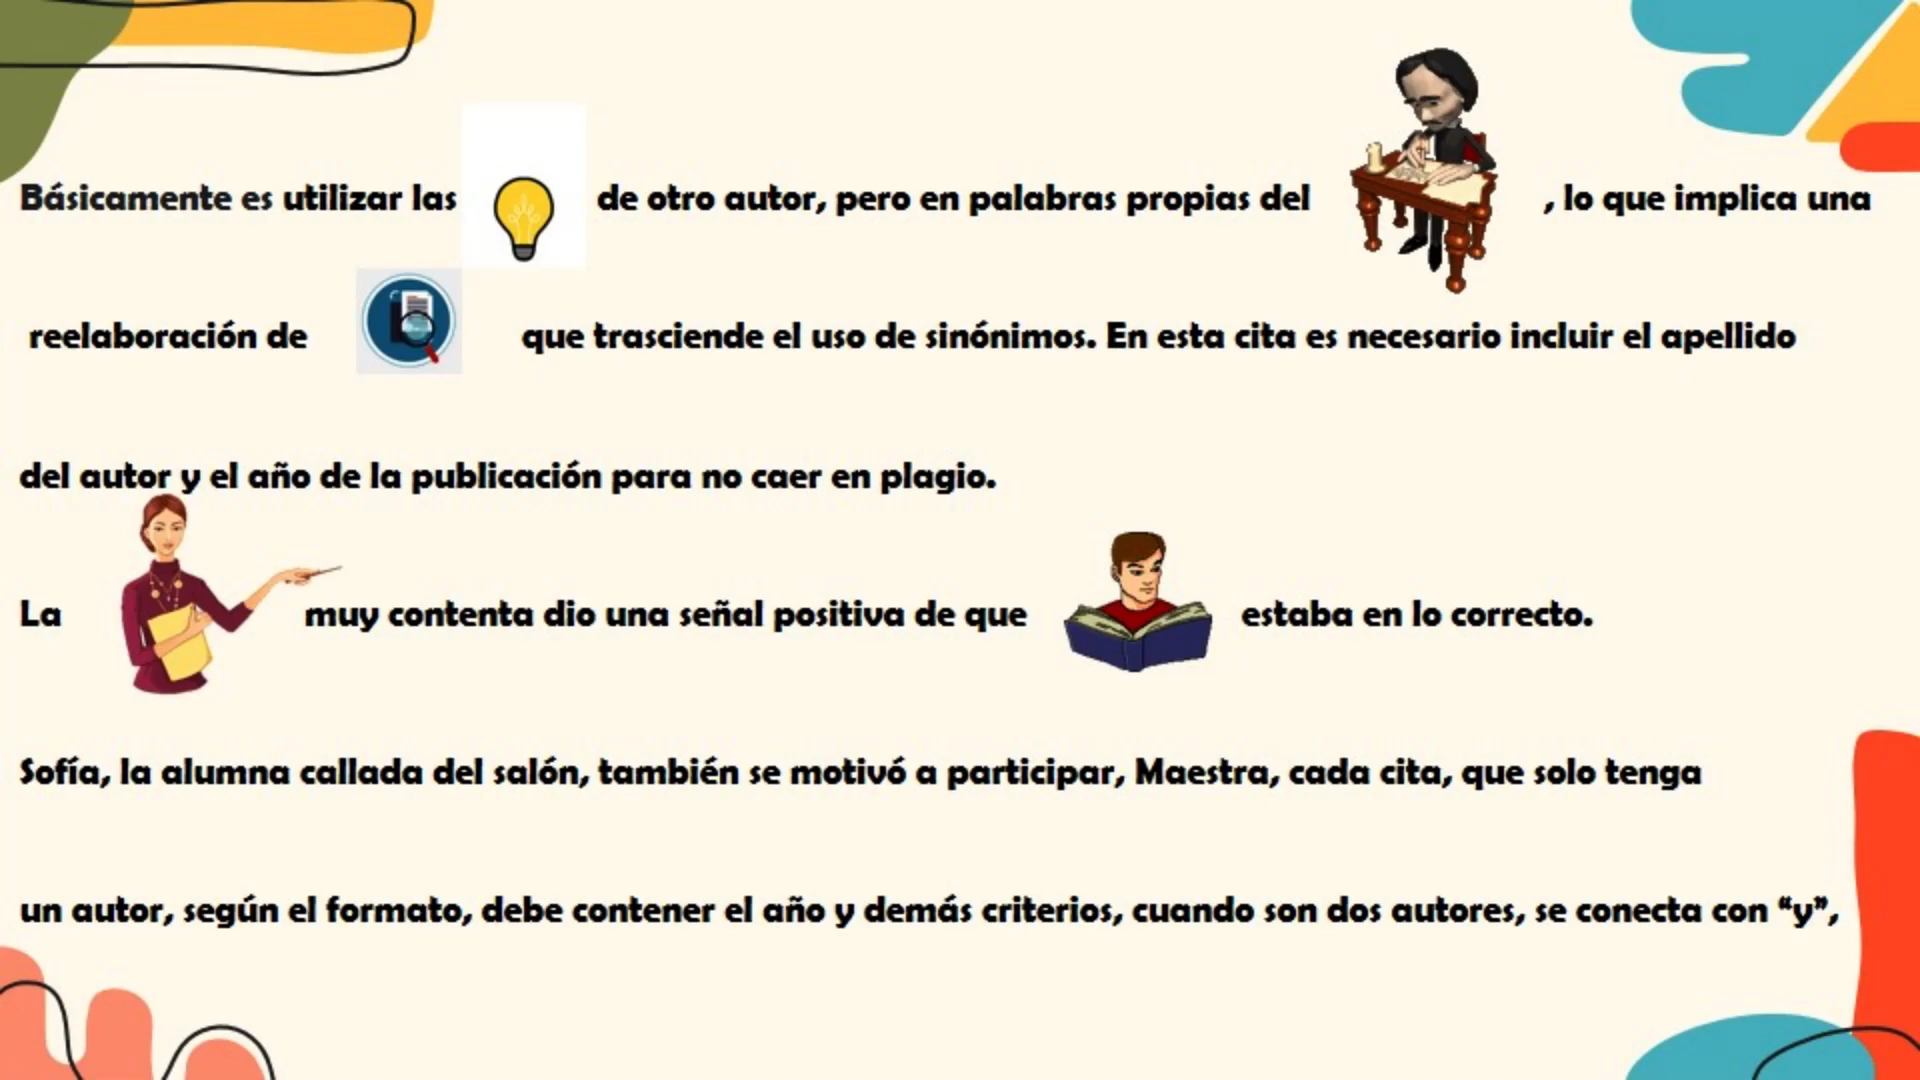 Básicamente es utilizar las de otro autor, pero en palabras propias del , lo que implica una
reelaboración de que trasciende el uso de sinónimos. En esta cita es necesario incluir el apellido
del autor y el año de la publicación para no caer en plagio.
La muy contenta dio una señal positiva de que estaba en lo correcto.
Sofía, la alumna callada del salón, también se motivó a participar, Maestra, cada cita, que solo tenga
un autor, según el formato, debe contener el año y demás criterios, cuando son dos autores, se conecta con “y”,